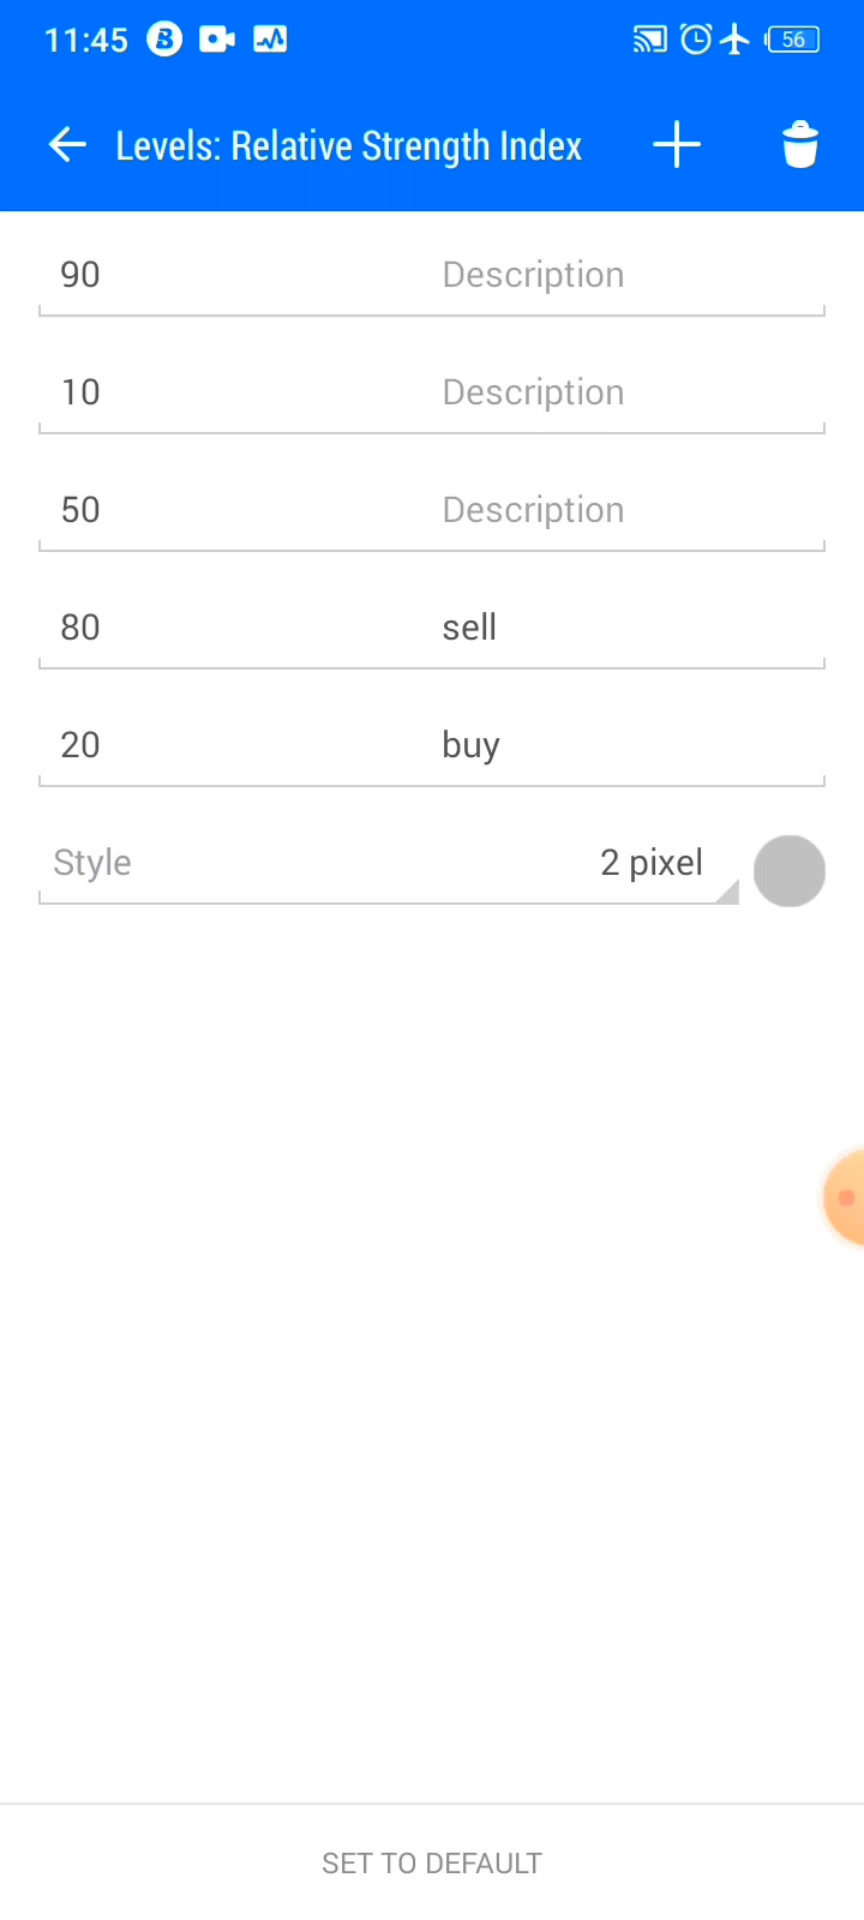 11:45
56
Levels: Relative Strength Index
90 Description
10 Description
50 Description
80 sell
20 buy
Style 2 pixel
SET TO DEFAULT